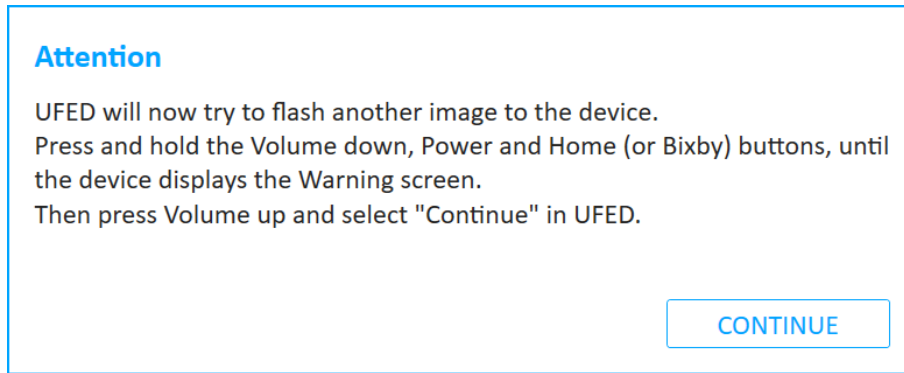 Attention
UFED will now try to flash another image to the device.
Press and hold the Volume down, Power and Home (or Bixby) buttons, until
the device displays the Warning screen.
Then press Volume up and select "Continue" in UFED.
CONTINUE